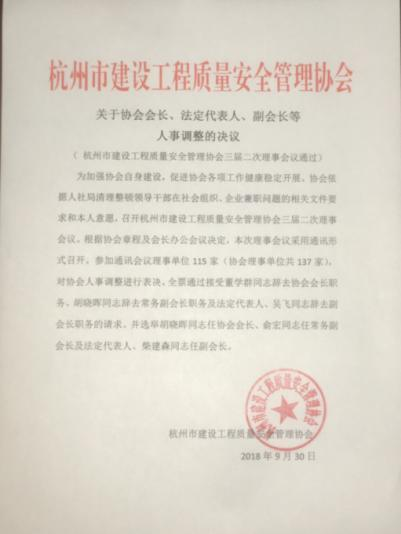 杭州市建设工程质量安全管理协会
关于协会会长、法定代表人、副会长等
人事调整的决议
（ 杭州市建设工程质量安全管理协会三届二次理事会议通过）
为加强协会自身建设，促进协会各项工作健康稳定开展，协会依
据人社局清理整顿领导干部在社会组织、企业兼职问题的相关文件要
求和本人意愿，召开杭州市建设工程质量安全管理协会三届二次理事
会议。根据协会章程及会长办公会议决定，本次理事会议采用通讯形
式召开。参加通讯会议理事单位 115 家（协会理事单位共 137 家），
对协会人事调整进行表决，全票通过接受董学群同志辞去协会会长职
务、胡晓晖同志辞去常务副会长职务及法定代表人、吴飞同志辞去副
会长职务的请求。并选举胡晓晖同志任协会会长、俞宏同志任常务副
会长及法定代表人、柴建森同志任副会长。
杭州市建设工程质量安全管理协会
杭州市建设工程质量安全管理协会
2018 年 9 月 30 日